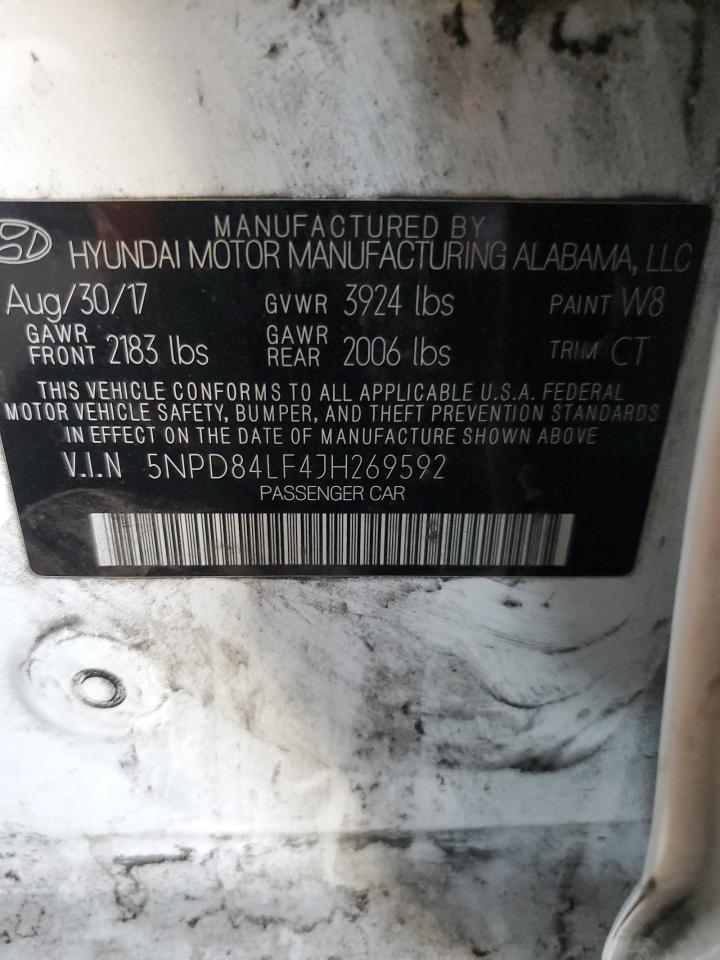 MANUFACTURED BY
HYUNDAI MOTOR MANUFACTURING ALABAMA, LLC
Aug/30/17 GVWR 3924 lbs PAINT W8
GAWR FRONT 2183 lbs GAWR REAR 2006 lbs TRIM CT
THIS VEHICLE CONFORMS TO ALL APPLICABLE U.S.A. FEDERAL
MOTOR VEHICLE SAFETY, BUMPER, AND THEFT PREVENTION STANDARDS
IN EFFECT ON THE DATE OF MANUFACTURE SHOWN ABOVE
V.I.N 5NPD84LF4JH269592
PASSENGER CAR